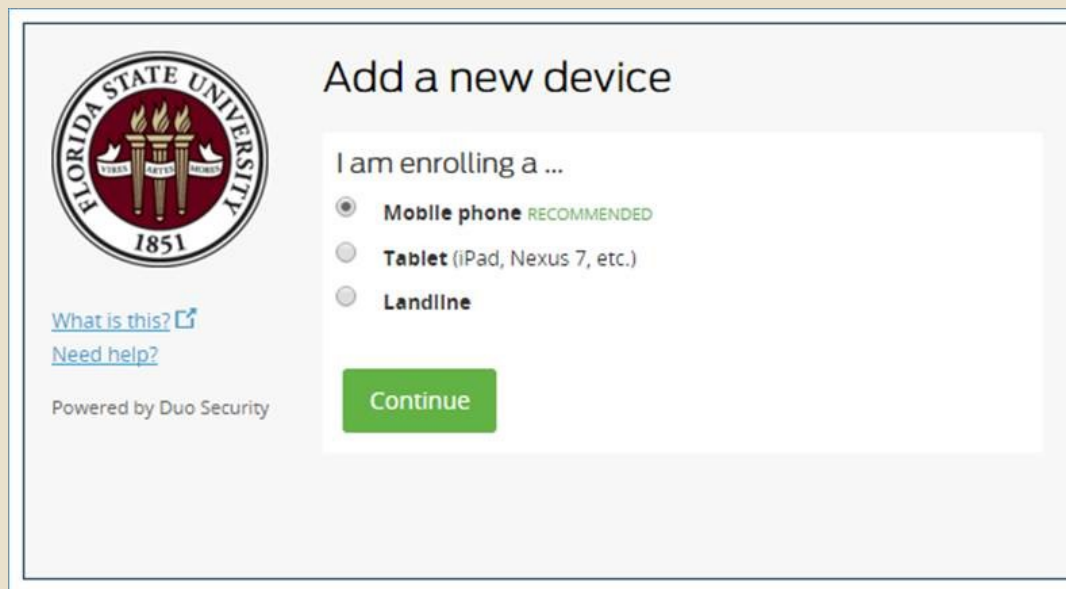 FLORIDA STATE UNIVERSITY
VIRES ARTES MORES
1851
What is this?
Need help?
Powered by Duo Security
Add a new device
I am enrolling a ...
Mobile phone RECOMMENDED
Tablet (iPad, Nexus 7, etc.)
Landline
Continue